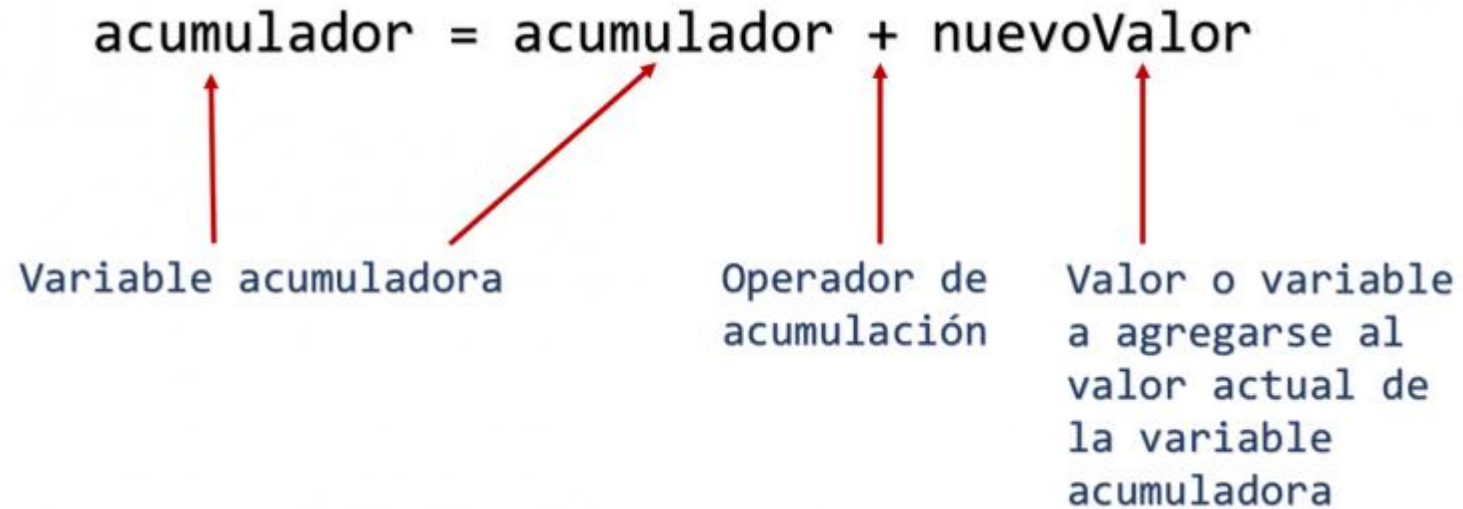 acumulador = acumulador + nuevoValor
Variable acumuladora
Operador de
acumulación
Valor o variable
a agregarse al
valor actual de
la variable
acumuladora